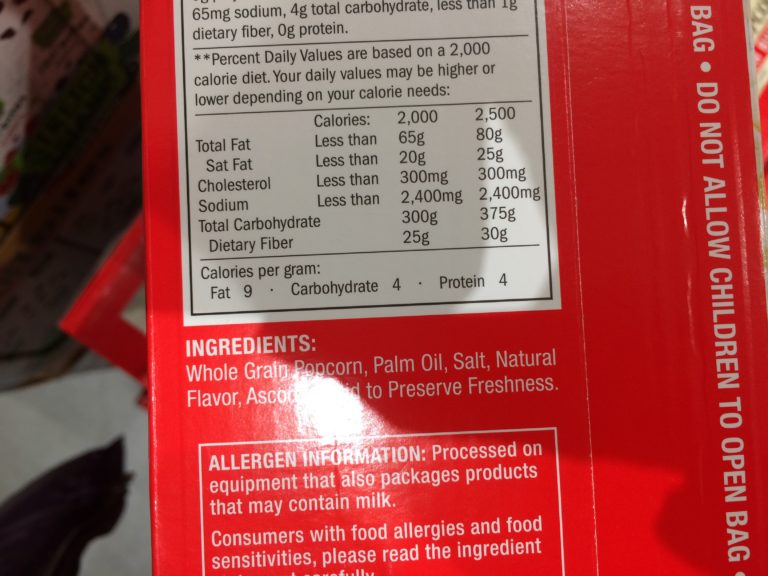 65mg sodium, 4g total carbohydrate, less than 1g
dietary fiber, 0g protein.
**Percent Daily Values are based on a 2,000
calorie diet. Your daily values may be higher or
lower depending on your calorie needs:
Calories: 2,000 2,500
Total Fat Less than 65g 80g
Sat Fat Less than 20g 25g
Cholesterol Less than 300mg 300mg
Sodium Less than 2,400mg 2,400mg
Total Carbohydrate 300g 375g
Dietary Fiber 25g 30g
Calories per gram:
Fat 9 · Carbohydrate 4 · Protein 4
INGREDIENTS:
Whole Grain Popcorn, Palm Oil, Salt, Natural
Flavor, to Preserve Freshness.
ALLERGEN INFORMATION: Processed on
equipment that also packages products
that may contain milk.
Consumers with food allergies and food
sensitivities, please read the ingredient
BAG • DO NOT ALLOW CHILDREN TO OPEN BAG •